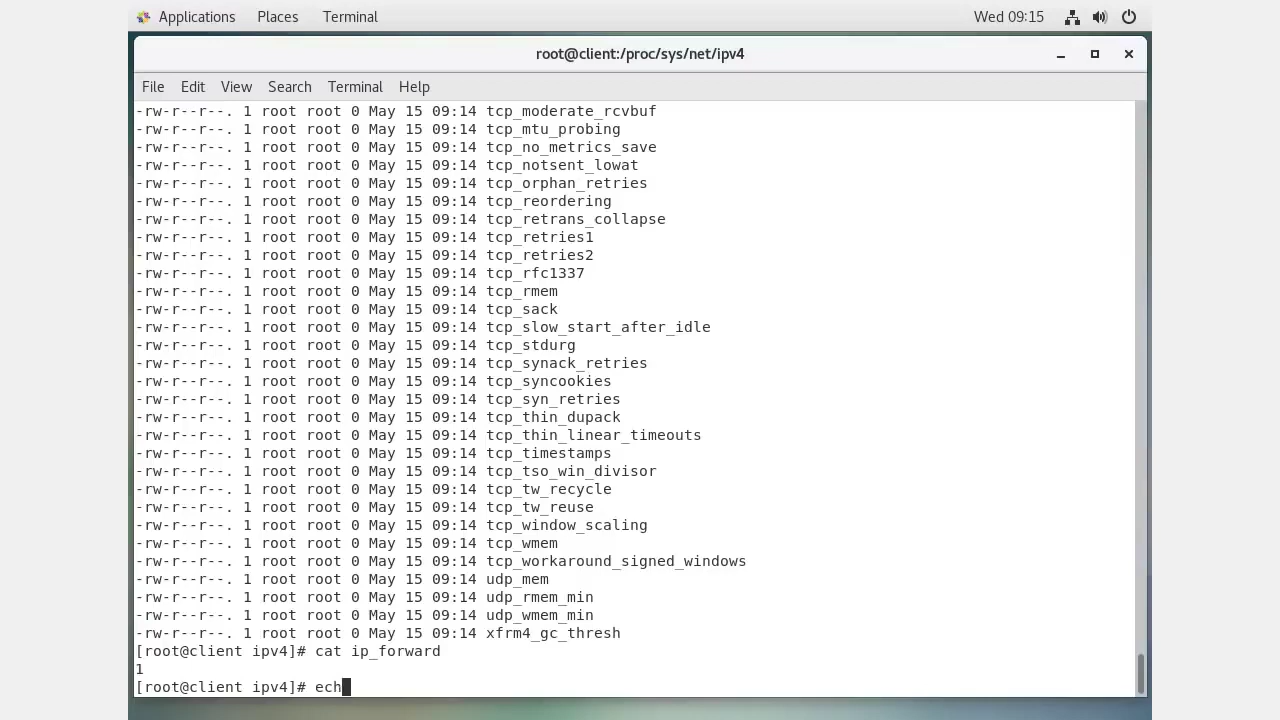 Applications Places Terminal Wed 09:15
root@client:/proc/sys/net/ipv4
File Edit View Search Terminal Help
-rw-r--r--. 1 root root 0 May 15 09:14 tcp_moderate_rcvbuf
-rw-r--r--. 1 root root 0 May 15 09:14 tcp_mtu_probing
-rw-r--r--. 1 root root 0 May 15 09:14 tcp_no_metrics_save
-rw-r--r--. 1 root root 0 May 15 09:14 tcp_notsent_lowat
-rw-r--r--. 1 root root 0 May 15 09:14 tcp_orphan_retries
-rw-r--r--. 1 root root 0 May 15 09:14 tcp_reordering
-rw-r--r--. 1 root root 0 May 15 09:14 tcp_retrans_collapse
-rw-r--r--. 1 root root 0 May 15 09:14 tcp_retries1
-rw-r--r--. 1 root root 0 May 15 09:14 tcp_retries2
-rw-r--r--. 1 root root 0 May 15 09:14 tcp_rfc1337
-rw-r--r--. 1 root root 0 May 15 09:14 tcp_rmem
-rw-r--r--. 1 root root 0 May 15 09:14 tcp_sack
-rw-r--r--. 1 root root 0 May 15 09:14 tcp_slow_start_after_idle
-rw-r--r--. 1 root root 0 May 15 09:14 tcp_stdurg
-rw-r--r--. 1 root root 0 May 15 09:14 tcp_synack_retries
-rw-r--r--. 1 root root 0 May 15 09:14 tcp_syncookies
-rw-r--r--. 1 root root 0 May 15 09:14 tcp_syn_retries
-rw-r--r--. 1 root root 0 May 15 09:14 tcp_thin_dupack
-rw-r--r--. 1 root root 0 May 15 09:14 tcp_thin_linear_timeouts
-rw-r--r--. 1 root root 0 May 15 09:14 tcp_timestamps
-rw-r--r--. 1 root root 0 May 15 09:14 tcp_tso_win_divisor
-rw-r--r--. 1 root root 0 May 15 09:14 tcp_tw_recycle
-rw-r--r--. 1 root root 0 May 15 09:14 tcp_tw_reuse
-rw-r--r--. 1 root root 0 May 15 09:14 tcp_window_scaling
-rw-r--r--. 1 root root 0 May 15 09:14 tcp_wmem
-rw-r--r--. 1 root root 0 May 15 09:14 tcp_workaround_signed_windows
-rw-r--r--. 1 root root 0 May 15 09:14 udp_mem
-rw-r--r--. 1 root root 0 May 15 09:14 udp_rmem_min
-rw-r--r--. 1 root root 0 May 15 09:14 udp_wmem_min
-rw-r--r--. 1 root root 0 May 15 09:14 xfrm4_gc_thresh
[root@client ipv4]# cat ip_forward
1
[root@client ipv4]# ech